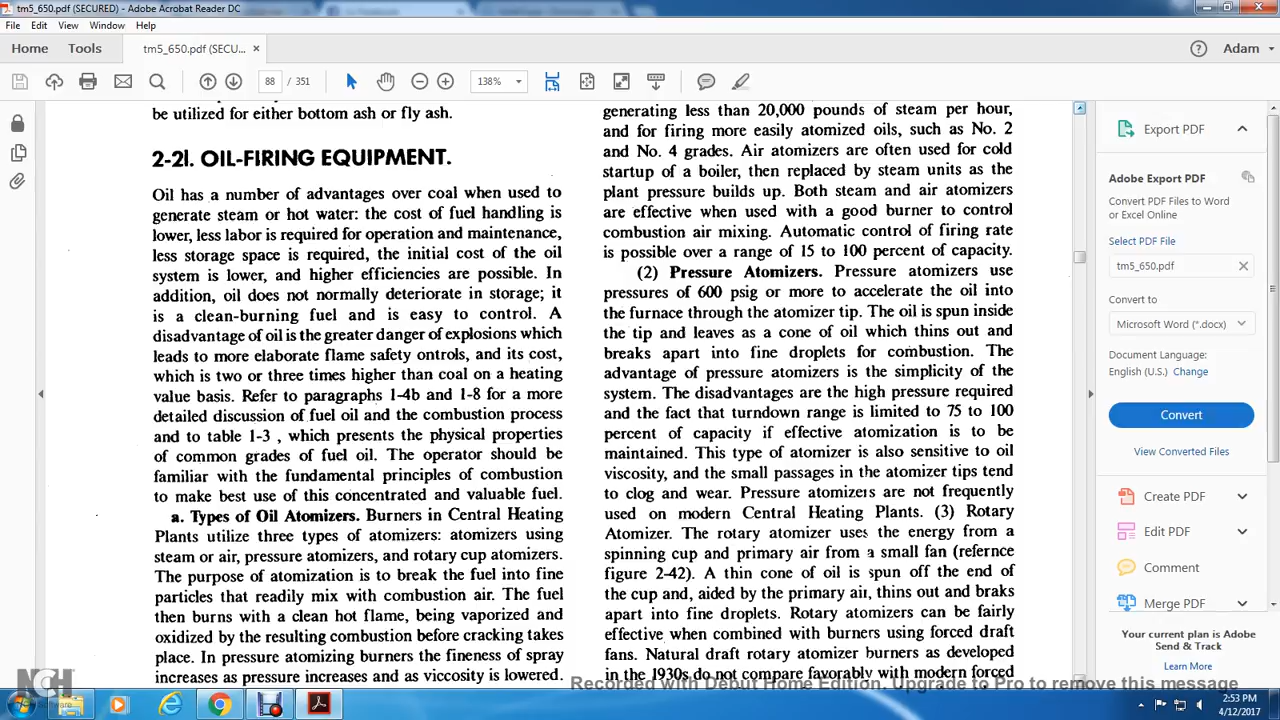 tm5_650.pdf (SECURED) - Adobe Acrobat Reader DC
File Edit View Window Help
Home Tools tm5_650.pdf (SECU... × Adam
88 / 351 138%
be utilized for either bottom ash or fly ash.
2-2l. OIL-FIRING EQUIPMENT.
Oil has a number of advantages over coal when used to
generate steam or hot water: the cost of fuel handling is
lower, less labor is required for operation and maintenance,
less storage space is required, the initial cost of the oil
system is lower, and higher efficiencies are possible. In
addition, oil does not normally deteriorate in storage; it
is a clean-burning fuel and is easy to control. A
disadvantage of oil is the greater danger of explosions which
leads to more elaborate flame safety ontrols, and its cost,
which is two or three times higher than coal on a heating
value basis. Refer to paragraphs 1-4b and 1-8 for a more
detailed discussion of fuel oil and the combustion process
and to table 1-3 , which presents the physical properties
of common grades of fuel oil. The operator should be
familiar with the fundamental principles of combustion
to make best use of this concentrated and valuable fuel.
a. Types of Oil Atomizers. Burners in Central Heating
Plants utilize three types of atomizers: atomizers using
steam or air, pressure atomizers, and rotary cup atomizers.
The purpose of atomization is to break the fuel into fine
particles that readily mix with combustion air. The fuel
then burns with a clean hot flame, being vaporized and
oxidized by the resulting combustion before cracking takes
place. In pressure atomizing burners the fineness of spray
increases as pressure increases and as viccosity is lowered.
generating less than 20,000 pounds of steam per hour,
and for firing more easily atomized oils, such as No. 2
and No. 4 grades. Air atomizers are often used for cold
startup of a boiler, then replaced by steam units as the
plant pressure builds up. Both steam and air atomizers
are effective when used with a good burner to control
combustion air mixing. Automatic control of firing rate
is possible over a range of 15 to 100 percent of capacity.
(2) Pressure Atomizers. Pressure atomizers use
pressures of 600 psig or more to accelerate the oil into
the furnace through the atomizer tip. The oil is spun inside
the tip and leaves as a cone of oil which thins out and
breaks apart into fine droplets for combustion. The
advantage of pressure atomizers is the simplicity of the
system. The disadvantages are the high pressure required
and the fact that turndown range is limited to 75 to 100
percent of capacity if effective atomization is to be
maintained. This type of atomizer is also sensitive to oil
viscosity, and the small passages in the atomizer tips tend
to clog and wear. Pressure atomizers are not frequently
used on modern Central Heating Plants. (3) Rotary
Atomizer. The rotary atomizer uses the energy from a
spinning cup and primary air from a small fan (refernce
figure 2-42). A thin cone of oil is spun off the end of
the cup and, aided by the primary air, thins out and braks
apart into fine droplets. Rotary atomizers can be fairly
effective when combined with burners using forced draft
fans. Natural draft rotary atomizer burners as developed
in the 1930s do not compare favorably with modern forced
Export PDF
Adobe Export PDF
Convert PDF Files to Word
or Excel Online
Select PDF File
tm5_650.pdf
Convert to
Microsoft Word (*.docx)
Document Language:
English (U.S.) Change
Convert
View Converted Files
Create PDF
Edit PDF
Comment
Merge PDF
Your current plan is Adobe
Send & Track
Learn More
NCH
Software
Recorded with Debut Home Edition. Upgrade to Pro to remove this message
2:53 PM
4/12/2017